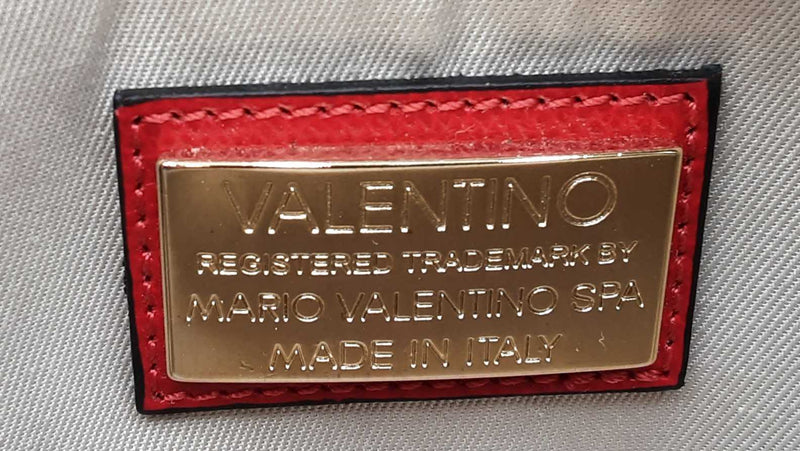 VALENTINO
REGISTERED TRADEMARK BY
MARIO VALENTINO SPA
MADE IN ITALY